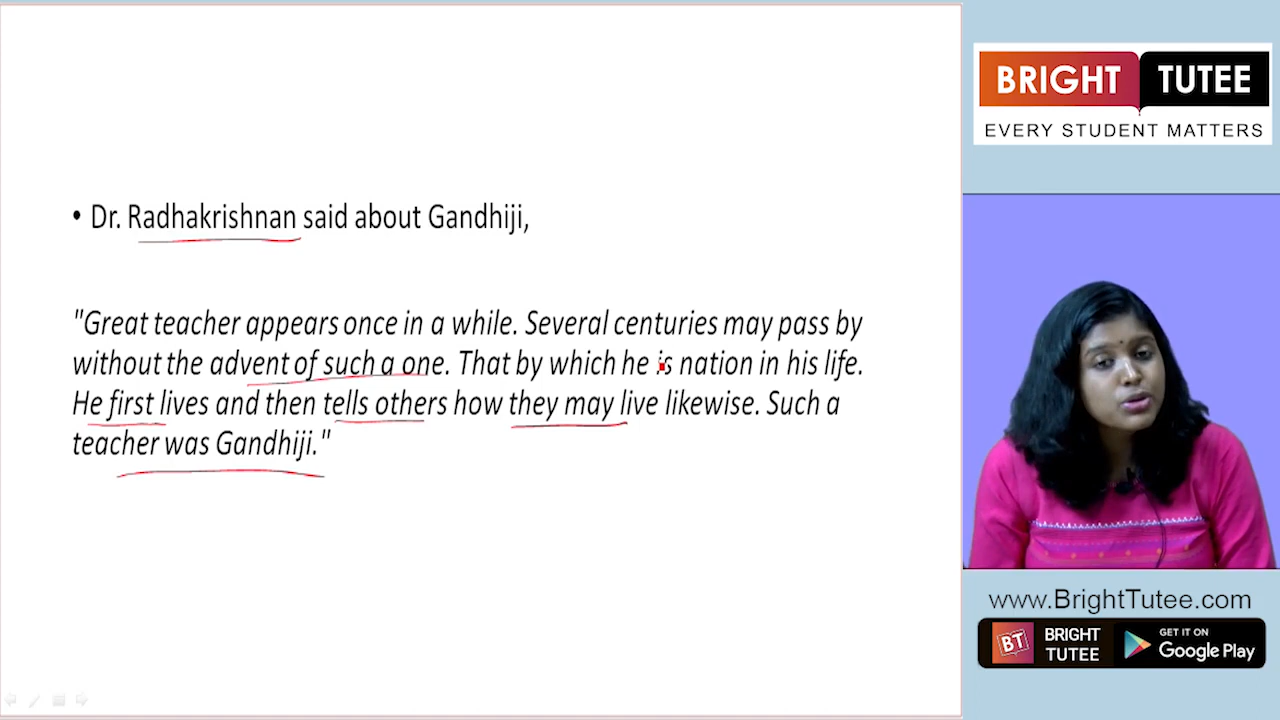 • Dr. Radhakrishnan said about Gandhiji,
"Great teacher appears once in a while. Several centuries may pass by
without the advent of such a one. That by which he is nation in his life.
He first lives and then tells others how they may live likewise. Such a
teacher was Gandhiji."
BRIGHT TUTEE
EVERY STUDENT MATTERS
www.BrightTutee.com
BT
BRIGHT
TUTEE
GET IT ON
Google Play